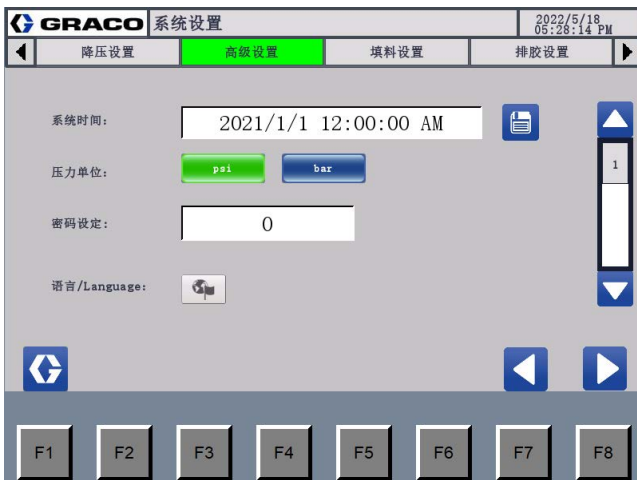 GRACO 系统设置 2022/5/18
05:28:14 PM
降压设置 高级设置 填料设置 排胶设置
系统时间: 2021/1/1 12:00:00 AM
压力单位: psi bar
1
密码设定: 0
语言/Language:
F1 F2 F3 F4 F5 F6 F7 F8